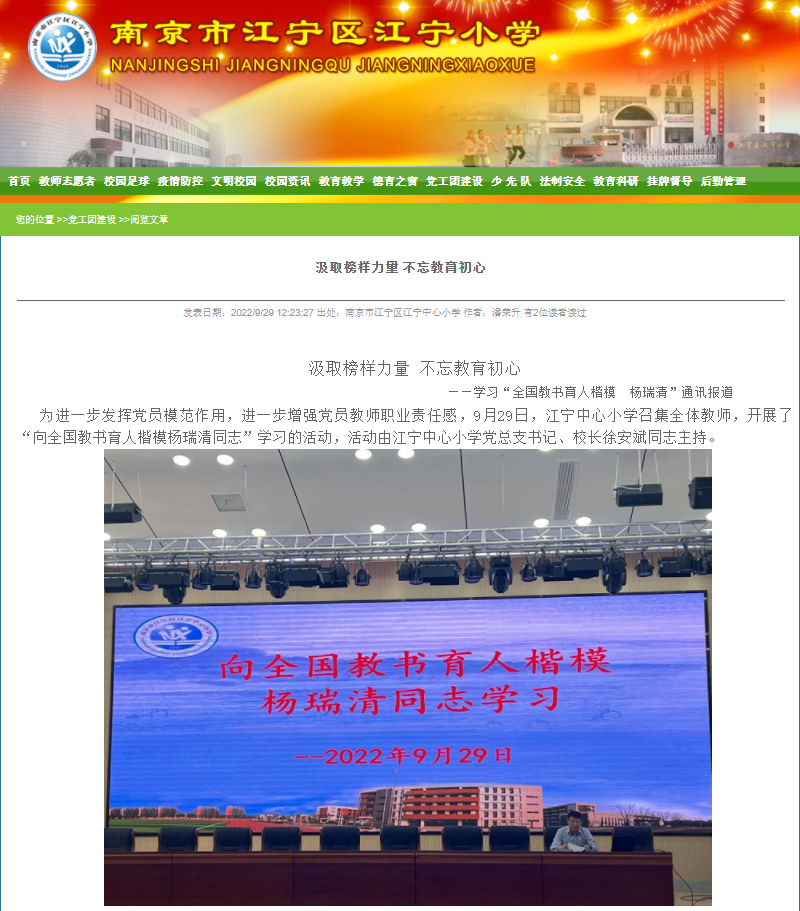 南京市江宁区江宁小学
NANJINGSHI JIANGNINGQU JIANGNINGXIAOXUE
首页 教师志愿者 校园足球 疫情防控 文明校园 校园资讯 教育教学 德育之窗 党工团建设 少 先 队 法制安全 教育科研 挂牌督导 后勤管理
您的位置 >>党工团建设 >>阅览文章
汲取榜样力量 不忘教育初心
发表日期：2022/9/29 12:23:27 出处：南京市江宁区江宁中心小学 作者：潘荣升 有2位读者读过
汲取榜样力量 不忘教育初心
——学习“全国教书育人楷模 杨瑞清”通讯报道
为进一步发挥党员模范作用，进一步增强党员教师职业责任感，9月29日，江宁中心小学召集全体教师，开展了
“向全国教书育人楷模杨瑞清同志”学习的活动，活动由江宁中心小学党总支书记、校长徐安斌同志主持。
向全国教书育人楷模
杨瑞清同志学习
--2022年9月29日